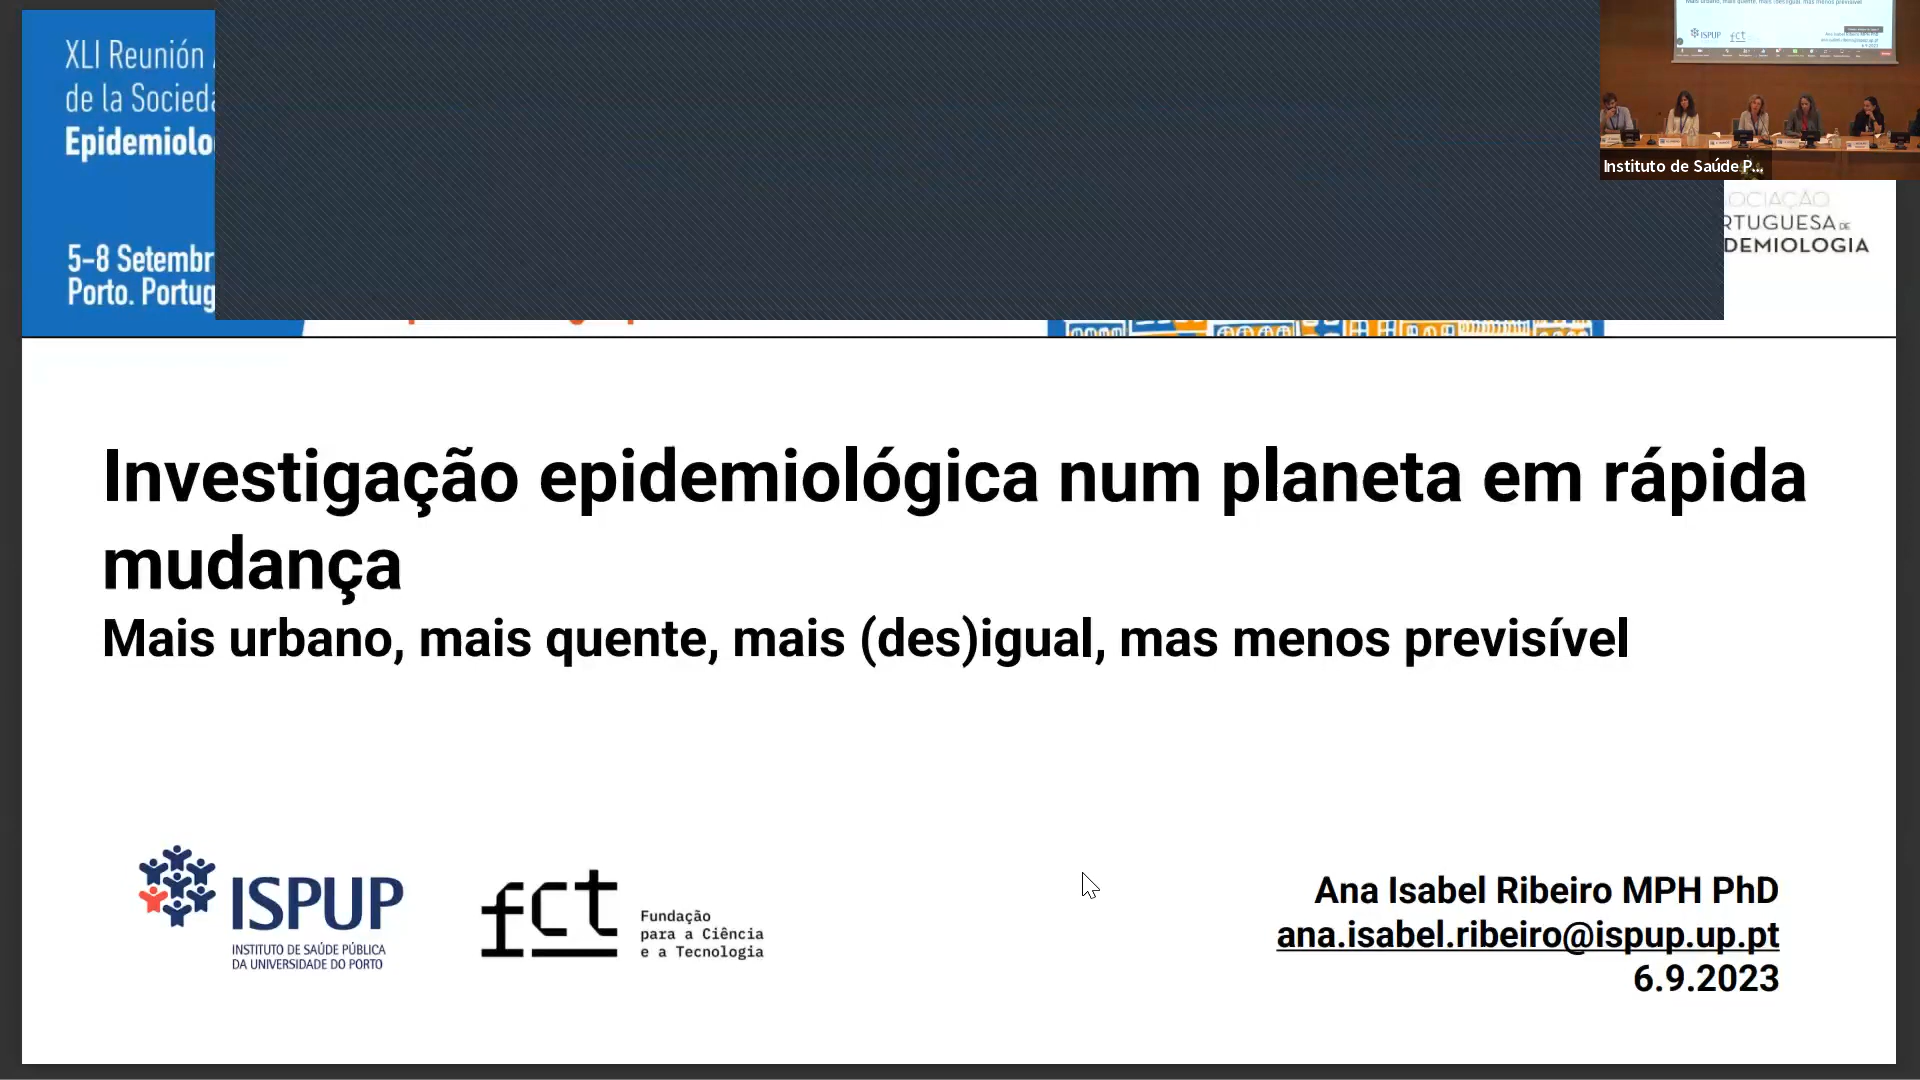 XLI Reunión
de la Socieda
Epidemiolo
5-8 Setembr
Porto. Portug
Instituto de Saúde P...
OCIAÇÃO
RTUGUESA DE
DEMIOLOGIA
Investigação epidemiológica num planeta em rápida
mudança
Mais urbano, mais quente, mais (des)igual, mas menos previsível
ISPUP
INSTITUTO DE SAÚDE PÚBLICA
DA UNIVERSIDADE DO PORTO
fct
Fundação
para a Ciência
e a Tecnologia
Ana Isabel Ribeiro MPH PhD
ana.isabel.ribeiro@ispup.up.pt
6.9.2023